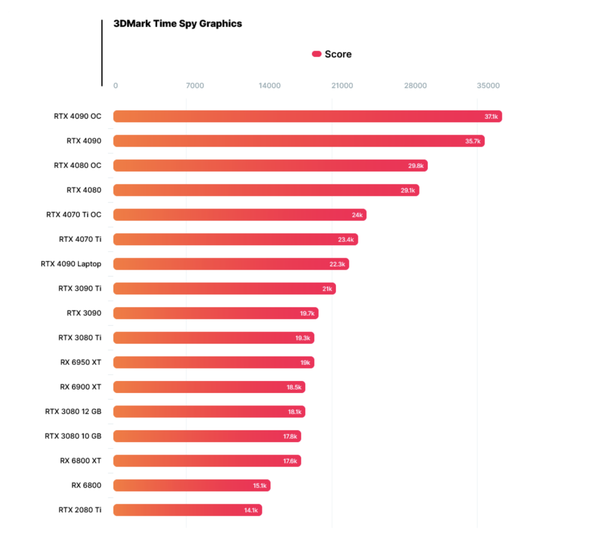 3DMark Time Spy Graphics
Score
0 7000 14000 21000 28000 35000
RTX 4090 OC 37.1k
RTX 4090 35.7k
RTX 4080 OC 29.8k
RTX 4080 29.1k
RTX 4070 Ti OC 24k
RTX 4070 Ti 23.4k
RTX 4090 Laptop 22.3k
RTX 3090 Ti 21k
RTX 3090 19.7k
RTX 3080 Ti 19.3k
RX 6950 XT 19k
RX 6900 XT 18.5k
RTX 3080 12 GB 18.1k
RTX 3080 10 GB 17.8k
RX 6800 XT 17.6k
RX 6800 15.1k
RTX 2080 Ti 14.1k